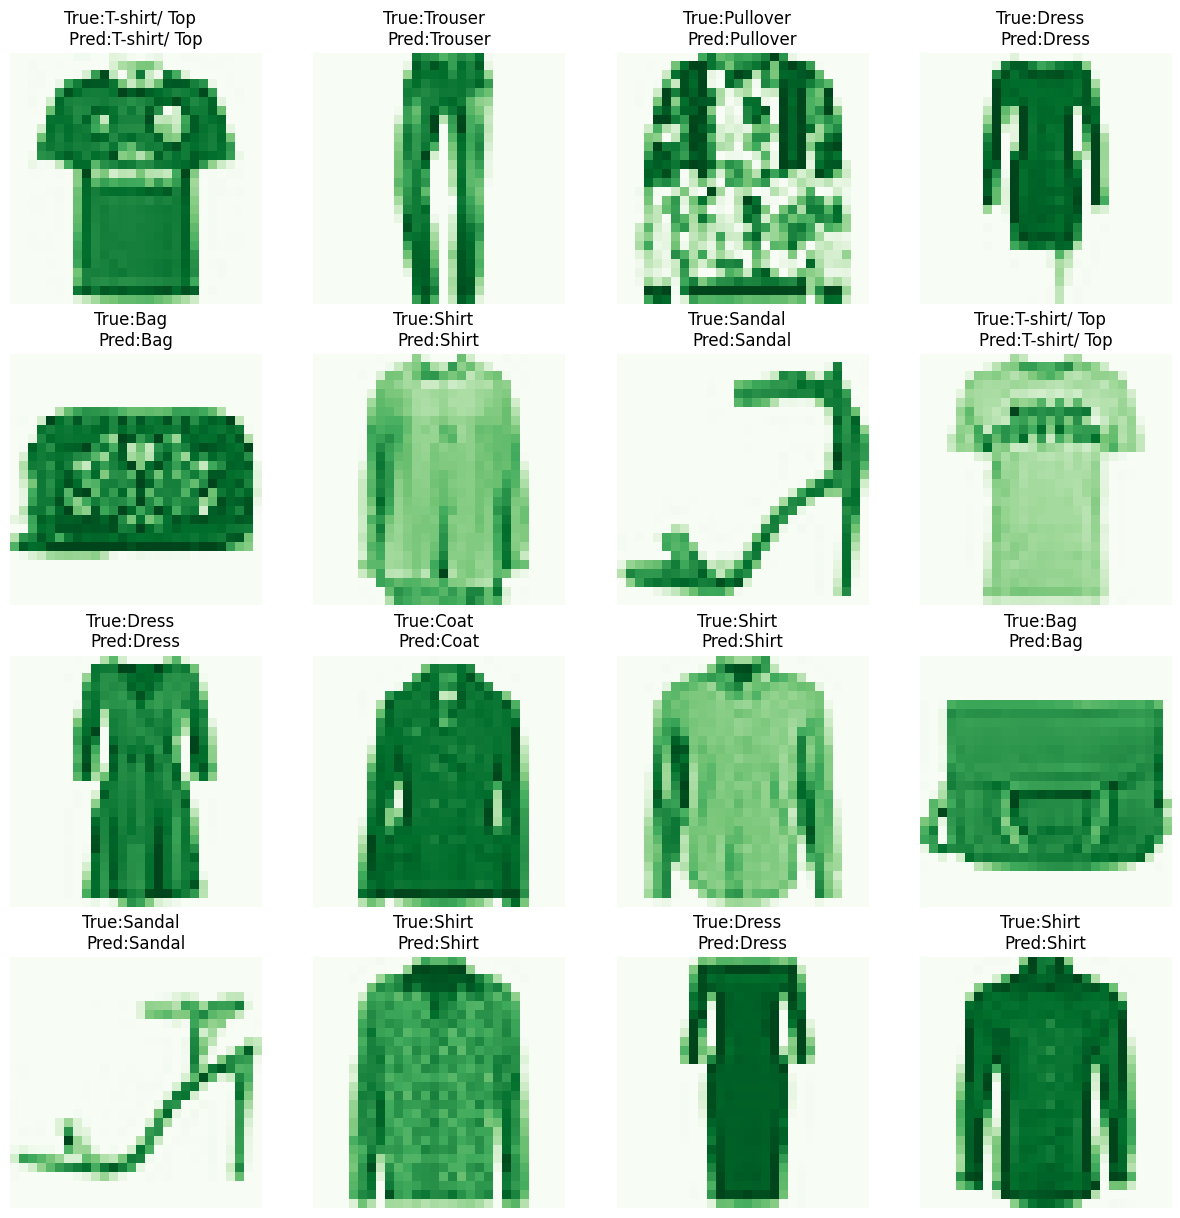 True:T-shirt/ Top
Pred:T-shirt/ Top
True:Trouser
Pred:Trouser
True:Pullover
Pred:Pullover
True:Dress
Pred:Dress
True:Bag
Pred:Bag
True:Shirt
Pred:Shirt
True:Sandal
Pred:Sandal
True:T-shirt/ Top
Pred:T-shirt/ Top
True:Dress
Pred:Dress
True:Coat
Pred:Coat
True:Shirt
Pred:Shirt
True:Bag
Pred:Bag
True:Sandal
Pred:Sandal
True:Shirt
Pred:Shirt
True:Dress
Pred:Dress
True:Shirt
Pred:Shirt